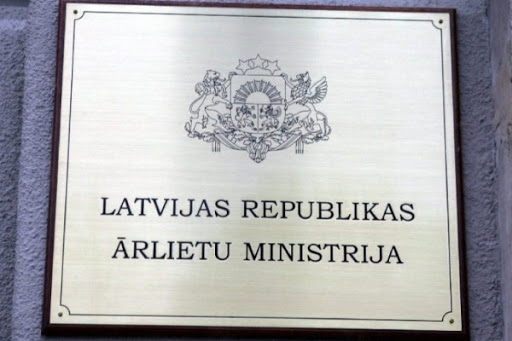 LATVIJAS REPUBLIKAS
ĀRLIETU MINISTRIJA